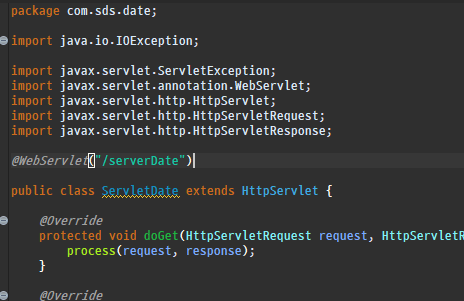 package com.sds.date;
import java.io.IOException;
import javax.servlet.ServletException;
import javax.servlet.annotation.WebServlet;
import javax.servlet.http.HttpServlet;
import javax.servlet.http.HttpServletRequest;
import javax.servlet.http.HttpServletResponse;
@WebServlet("/serverDate")
public class ServletDate extends HttpServlet {
@Override
protected void doGet(HttpServletRequest request, HttpServletR
process(request, response);
}
@Override